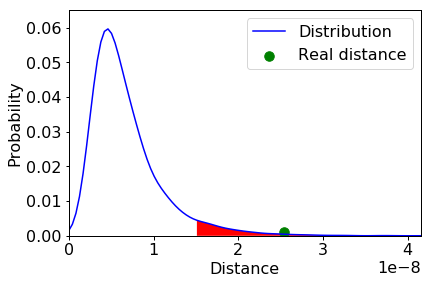 Distribution
Real distance
Probability
0.06
0.05
0.04
0.03
0.02
0.01
0.00
0 1 2 3 4
Distance
1e−8